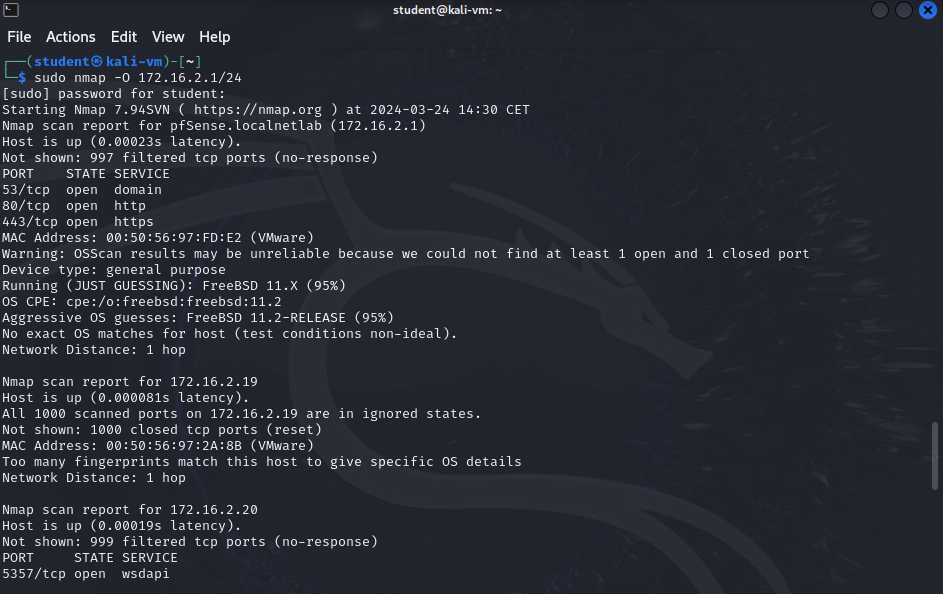 student@kali-vm: ~
File Actions Edit View Help
┌──(student㉿kali-vm)-[~]
└─$ sudo nmap -O 172.16.2.1/24
[sudo] password for student:
Starting Nmap 7.94SVN ( https://nmap.org ) at 2024-03-24 14:30 CET
Nmap scan report for pfSense.localnetlab (172.16.2.1)
Host is up (0.00023s latency).
Not shown: 997 filtered tcp ports (no-response)
PORT    STATE SERVICE
53/tcp  open  domain
80/tcp  open  http
443/tcp open  https
MAC Address: 00:50:56:97:FD:E2 (VMware)
Warning: OSScan results may be unreliable because we could not find at least 1 open and 1 closed port
Device type: general purpose
Running (JUST GUESSING): FreeBSD 11.X (95%)
OS CPE: cpe:/o:freebsd:freebsd:11.2
Aggressive OS guesses: FreeBSD 11.2-RELEASE (95%)
No exact OS matches for host (test conditions non-ideal).
Network Distance: 1 hop
Nmap scan report for 172.16.2.19
Host is up (0.000081s latency).
All 1000 scanned ports on 172.16.2.19 are in ignored states.
Not shown: 1000 closed tcp ports (reset)
MAC Address: 00:50:56:97:2A:8B (VMware)
Too many fingerprints match this host to give specific OS details
Network Distance: 1 hop
Nmap scan report for 172.16.2.20
Host is up (0.00019s latency).
Not shown: 999 filtered tcp ports (no-response)
PORT     STATE SERVICE
5357/tcp open  wsdapi